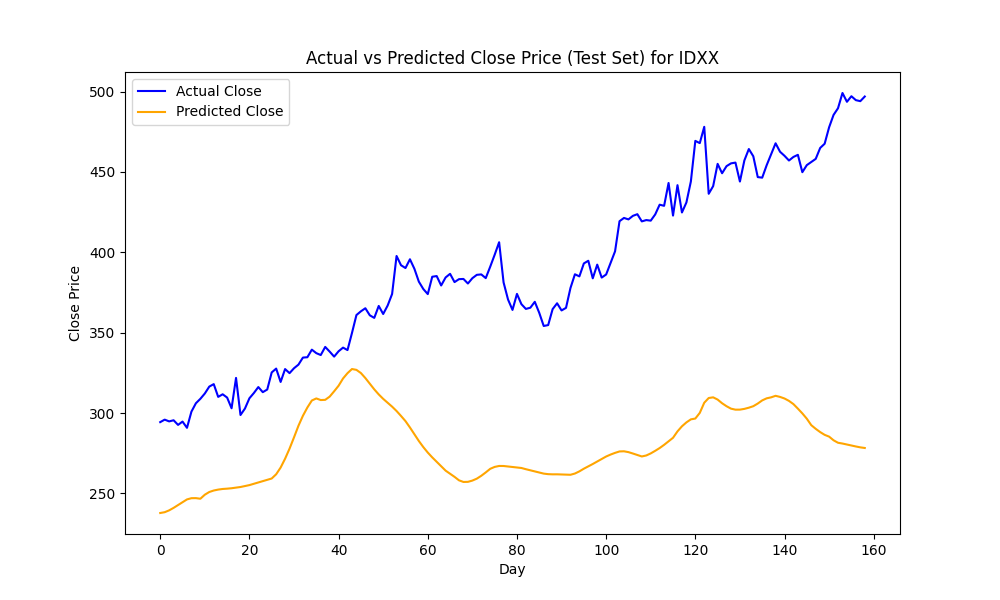 Actual vs Predicted Close Price (Test Set) for IDXX
Actual Close
Predicted Close
500
450
400
350
300
250
Close Price
0 20 40 60 80 100 120 140 160
Day